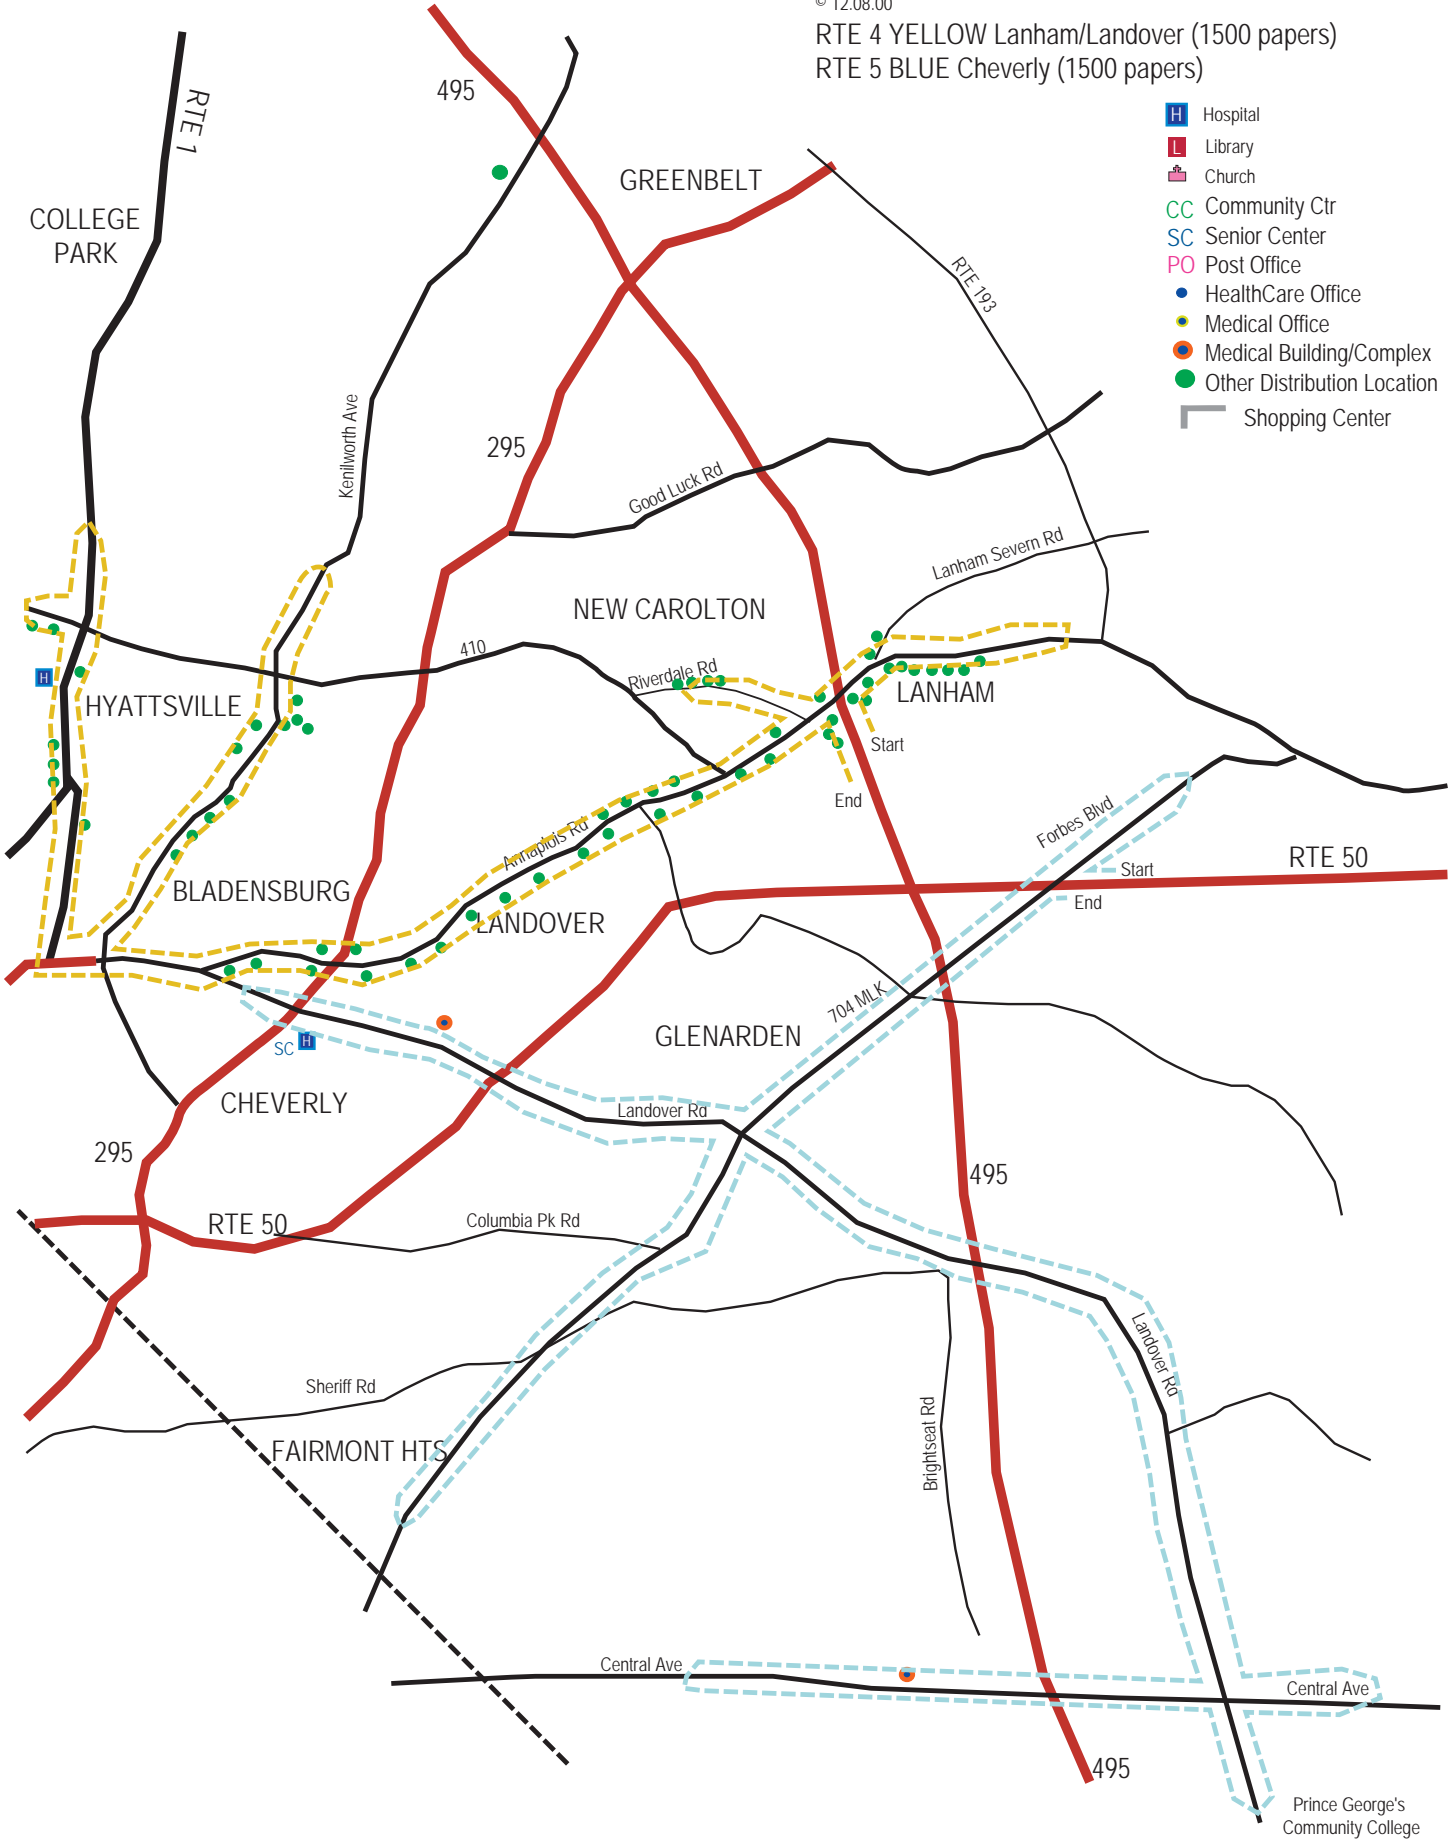 © 12.08.00
RTE 4 YELLOW Lanham/Landover (1500 papers)
RTE 5 BLUE Cheverly (1500 papers)
H Hospital
L Library
Church
CC Community Ctr
SC Senior Center
PO Post Office
HealthCare Office
Medical Office
Medical Building/Complex
Other Distribution Location
Shopping Center
495
RTE 1
GREENBELT
COLLEGE
PARK
RTE 193
Kenilworth Ave
295
Good Luck Rd
Lanham Severn Rd
NEW CAROLTON
410
Riverdale Rd
H
HYATTSVILLE
LANHAM
Start
End
Forbes Blvd
Annaplois Rd
RTE 50
Start
End
BLADENSBURG
LANDOVER
704 MLK
GLENARDEN
SC H
CHEVERLY
Landover Rd
295
495
RTE 50
Columbia Pk Rd
Landover Rd
Sheriff Rd
Brightseat Rd
FAIRMONT HTS
Central Ave
Central Ave
495
Prince George's
Community College